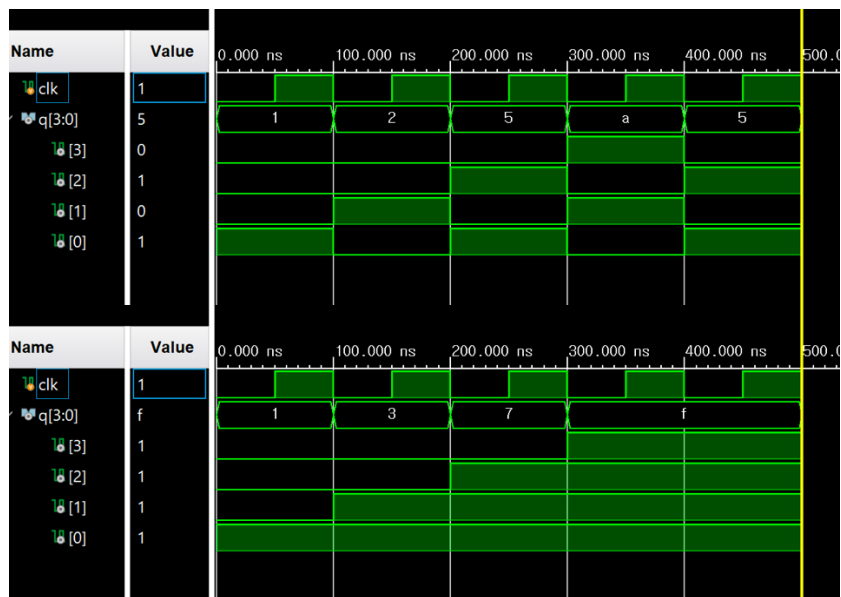 Name Value 0.000 ns 100.000 ns 200.000 ns 300.000 ns 400.000 ns 500.0
clk 1
q[3:0] 5 1 2 5 a 5
[3] 0
[2] 1
[1] 0
[0] 1
Name Value 0.000 ns 100.000 ns 200.000 ns 300.000 ns 400.000 ns 500.0
clk 1
q[3:0] f 1 3 7 f
[3] 1
[2] 1
[1] 1
[0] 1